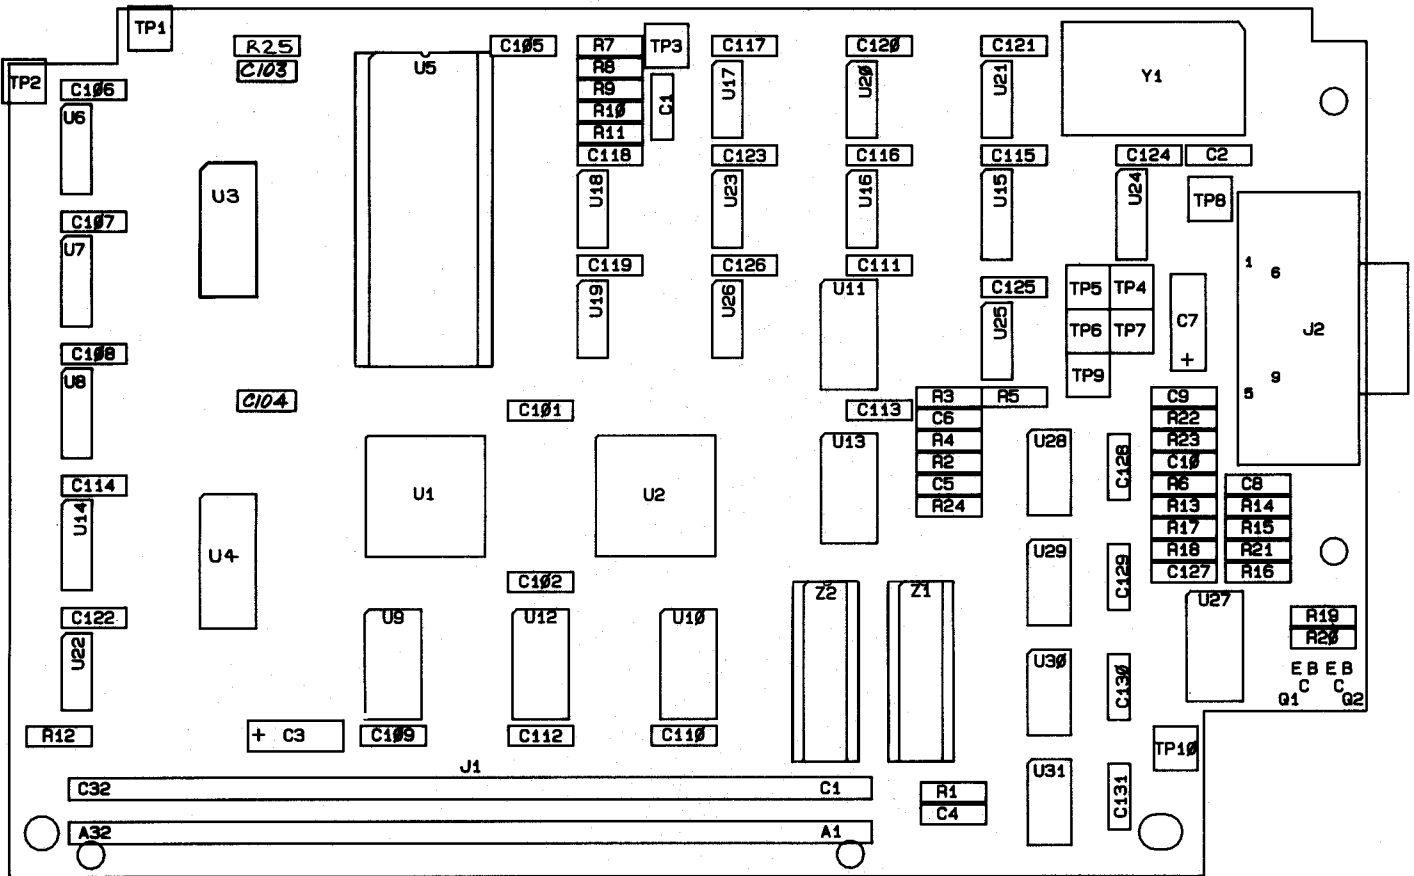 TP1
R25
C105
R7
TP3
C117
C120
C121
C103
U5
R8
U17
U20
U21
Y1
TP2
C106
R9
C1
U6
R10
R11
C118
C123
C116
C115
C124
C2
U3
U18
U23
U16
U15
U24
TP8
C107
U7
C119
C126
C111
1
6
U19
U26
U11
C125
TP5
TP4
U25
TP6
TP7
C7
+
J2
C108
U8
TP9
9
5
C104
C101
C113
R3
R5
C9
C6
R22
U13
R4
U28
C128
R23
R2
C10
C114
U1
U2
C5
R6
C8
U14
R24
R13
R14
R17
R15
U4
U29
C129
R18
R21
C102
C127
R16
Z2
Z1
C122
U9
U12
U10
U27
R19
U22
R20
U30
C130
E B E B
C C
Q1 Q2
R12
+ C3
C109
C112
C110
TP10
J1
U31
C131
C32
C1
R1
C4
A32
A1